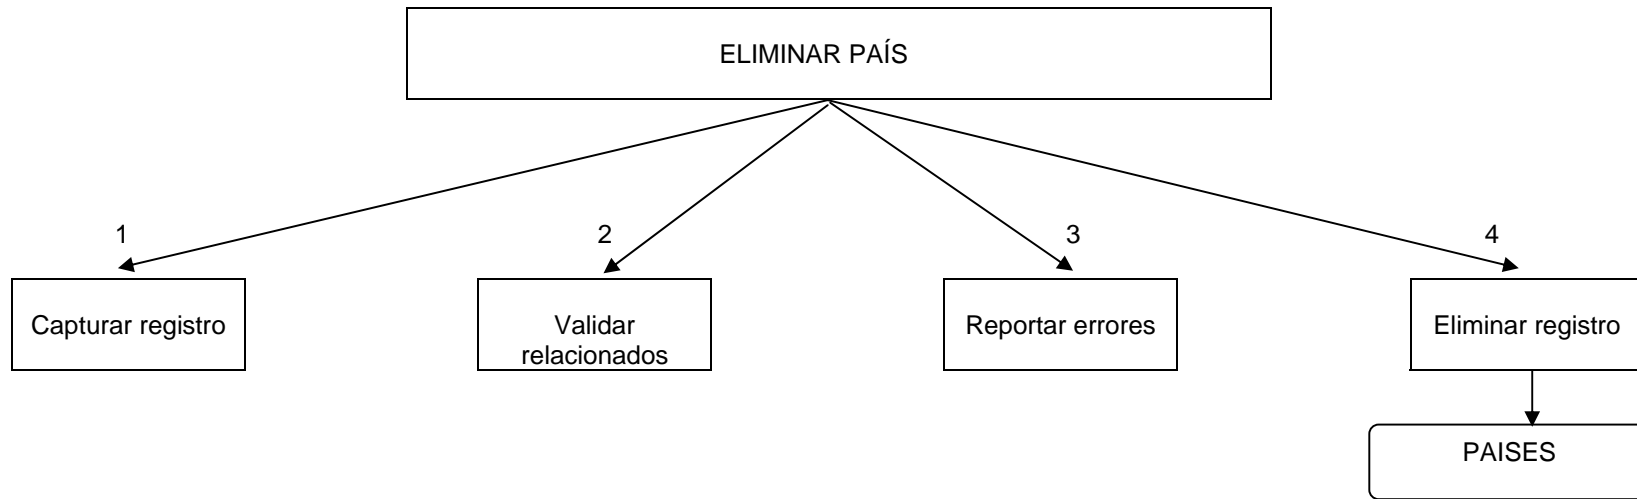 ELIMINAR PAÍS
1
2
3
4
Capturar registro
Validar
relacionados
Reportar errores
Eliminar registro
PAISES